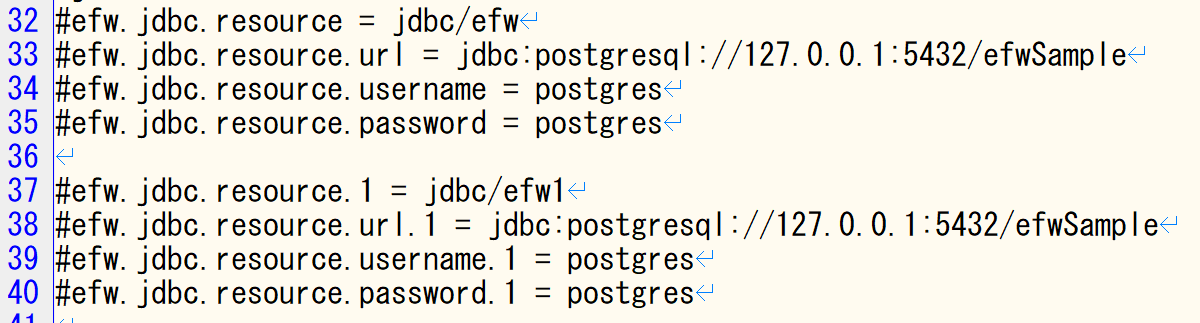 32 #efw.jdbc.resource = jdbc/efw↵
33 #efw.jdbc.resource.url = jdbc:postgresql://127.0.0.1:5432/efwSample↵
34 #efw.jdbc.resource.username = postgres↵
35 #efw.jdbc.resource.password = postgres↵
36 ↵
37 #efw.jdbc.resource.1 = jdbc/efw1↵
38 #efw.jdbc.resource.url.1 = jdbc:postgresql://127.0.0.1:5432/efwSample↵
39 #efw.jdbc.resource.username.1 = postgres↵
40 #efw.jdbc.resource.password.1 = postgres↵
41 ↵